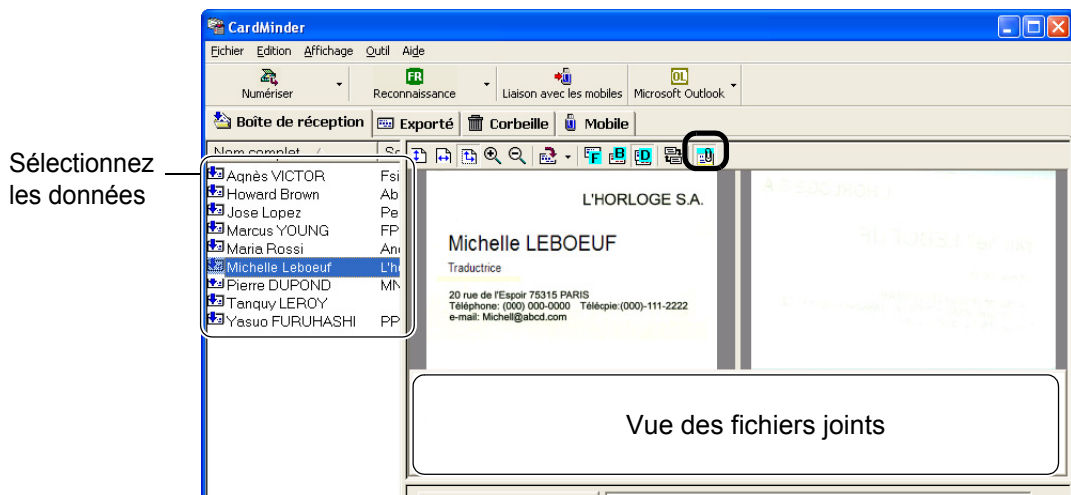 CardMinder
Fichier Edition Affichage Outil Aide
Numériser Reconnaissance Liaison avec les mobiles Microsoft Outlook
FR OL
Boîte de réception Exporté Corbeille Mobile
Nom complet
F B D
Sélectionnez
les données
Agnès VICTOR Fsi
Howard Brown Ab
Jose Lopez Pe
Marcus YOUNG FP
Maria Rossi An
Michelle Leboeuf L'h
Pierre DUPOND MN
Tanquy LEROY
Yasuo FURUHASHI PP
L'HORLOGE S.A.
Michelle LEBOEUF
Traductrice
20 rue de l'Espoir 75315 PARIS
Téléphone: (000) 000-0000 Télécpie:(000)-111-2222
e-mail: Michell@abcd.com
Vue des fichiers joints